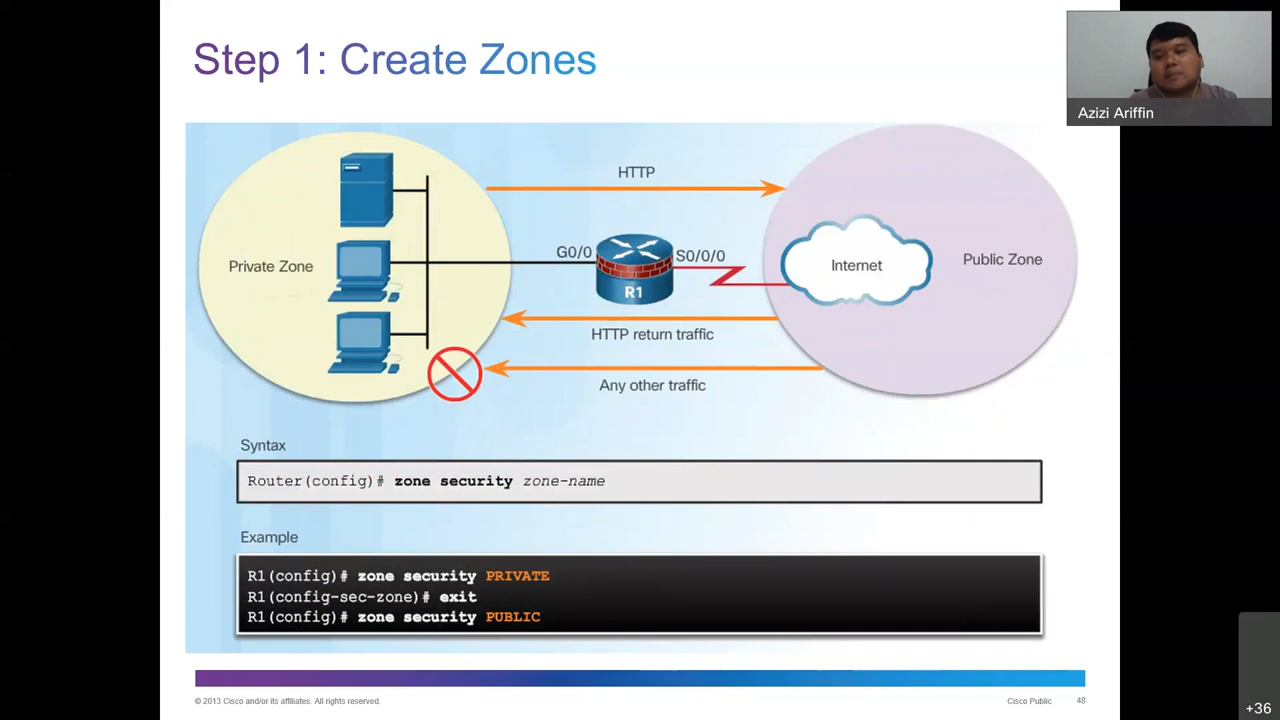 Step 1: Create Zones
Azizi Ariffin
HTTP
Private Zone
G0/0
S0/0/0
R1
Internet
Public Zone
HTTP return traffic
Any other traffic
Syntax
Router(config)# zone security zone-name
Example
R1(config)# zone security PRIVATE
R1(config-sec-zone)# exit
R1(config)# zone security PUBLIC
© 2013 Cisco and/or its affiliates. All rights reserved.
Cisco Public
48
+36